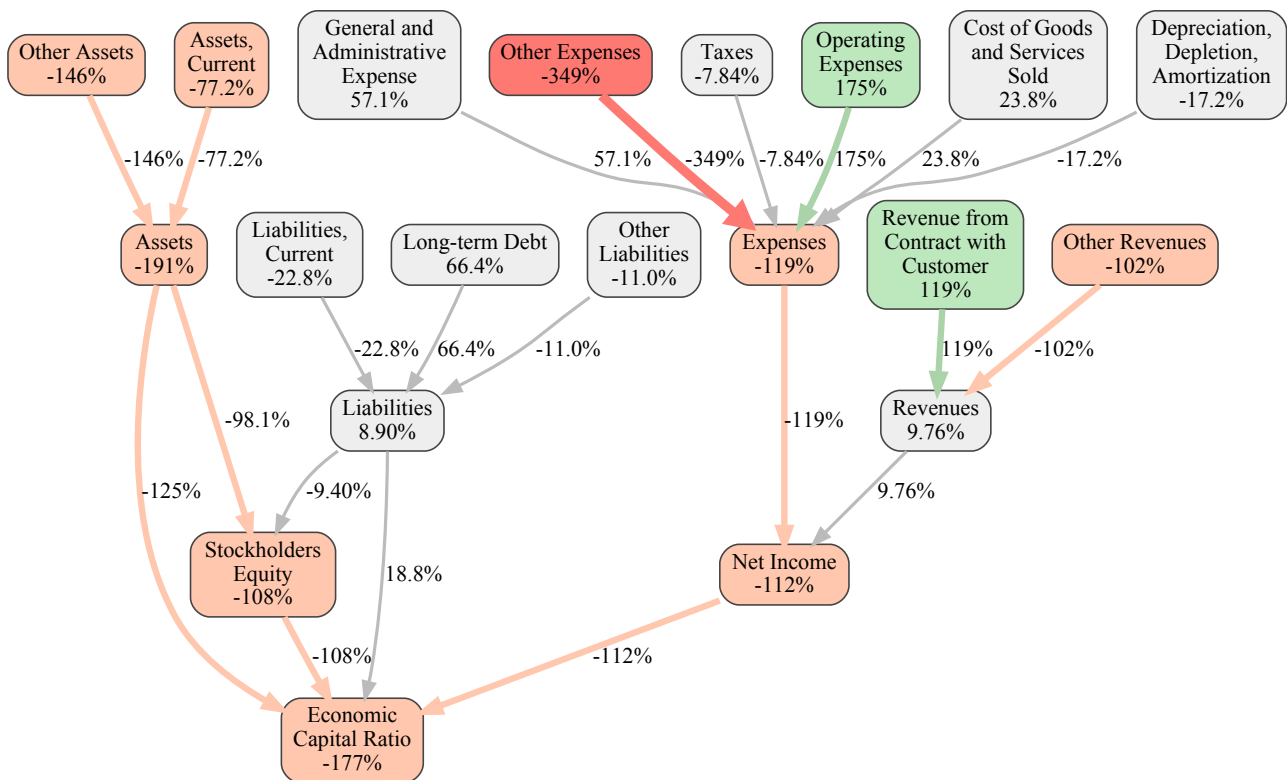 Other Assets
-146%
Assets,
Current
-77.2%
General and
Administrative
Expense
57.1%
Other Expenses
-349%
Taxes
-7.84%
Operating
Expenses
175%
Cost of Goods
and Services
Sold
23.8%
Depreciation,
Depletion,
Amortization
-17.2%
-146%
-77.2%
57.1%
-349%
-7.84%
175%
23.8%
-17.2%
Assets
-191%
Liabilities,
Current
-22.8%
Long-term Debt
66.4%
Other
Liabilities
-11.0%
Expenses
-119%
Revenue from
Contract with
Customer
119%
Other Revenues
-102%
-22.8%
66.4%
-11.0%
119%
-102%
-98.1%
Liabilities
8.90%
-119%
Revenues
9.76%
-125%
-9.40%
9.76%
Stockholders
Equity
-108%
18.8%
Net Income
-112%
-108%
-112%
Economic
Capital Ratio
-177%